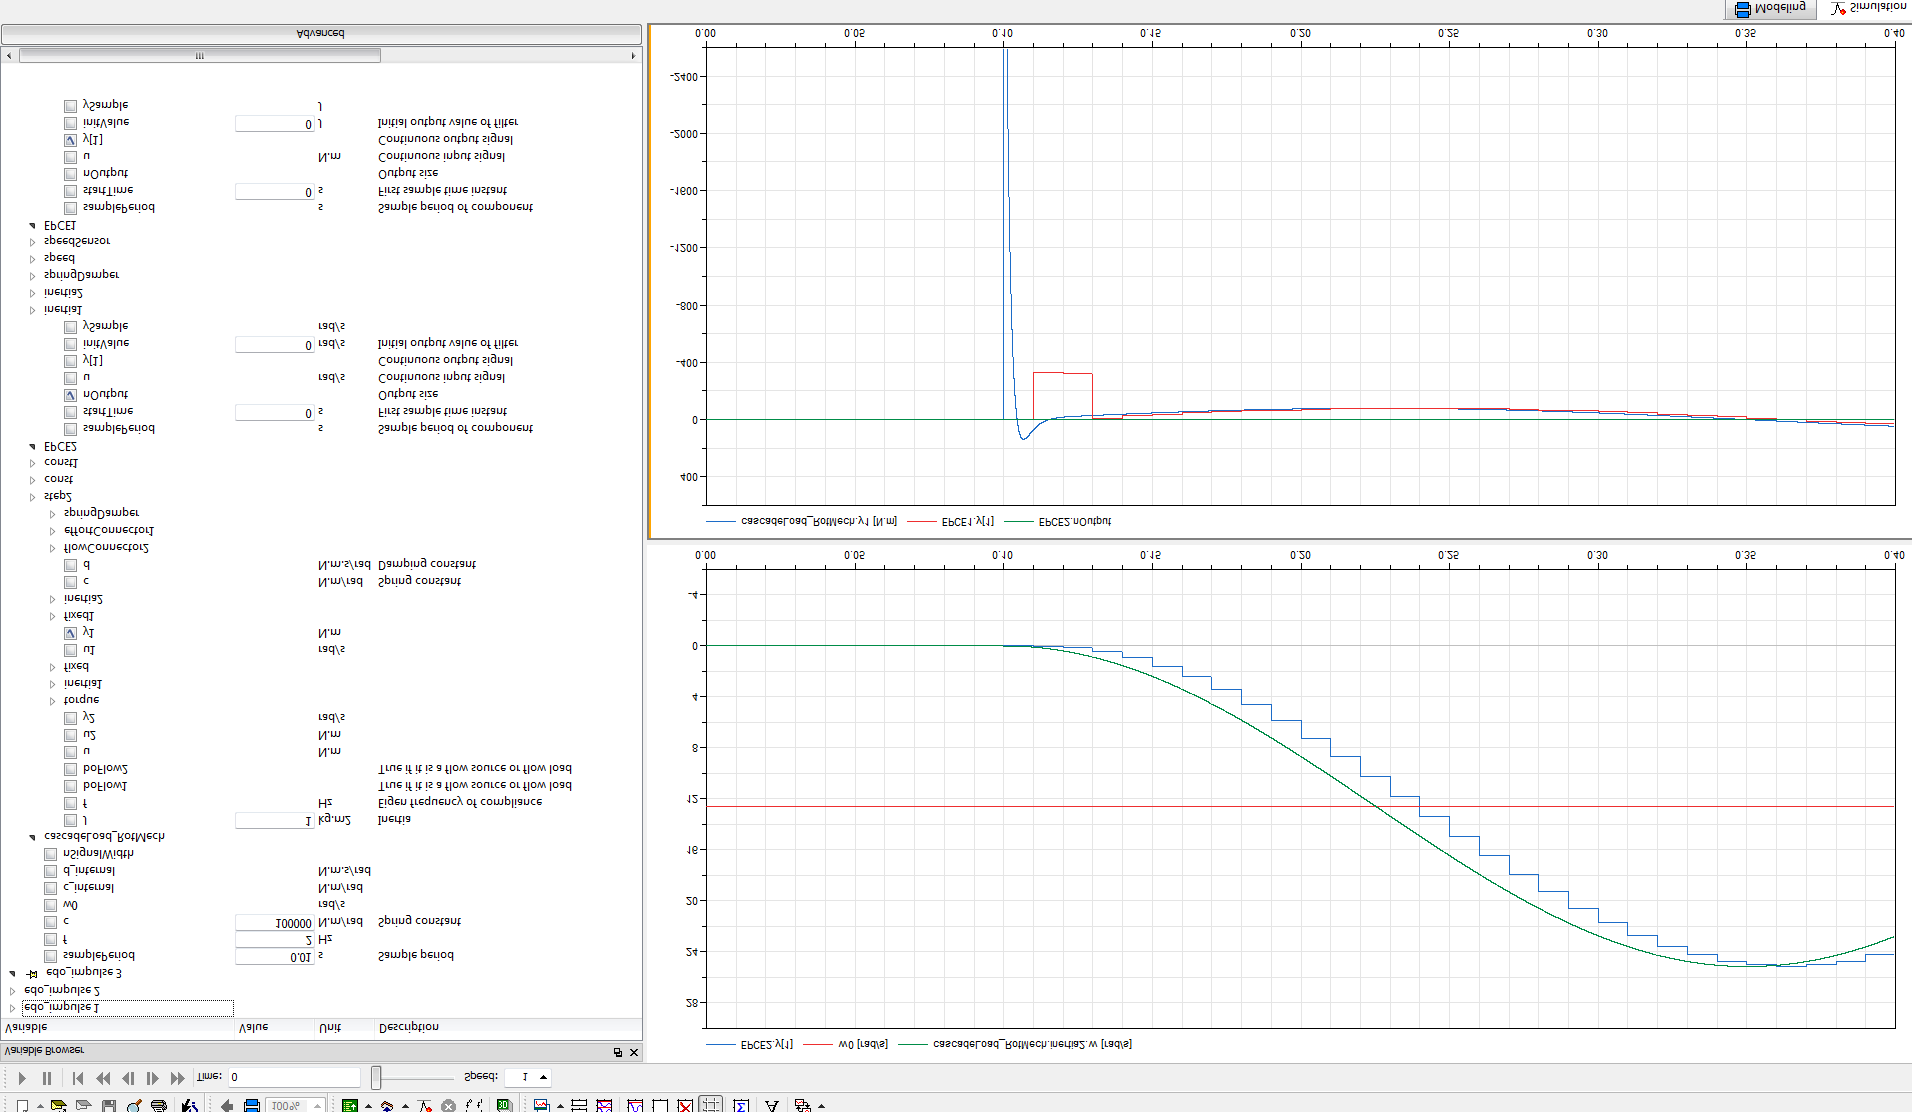 100%
Time: 0 Speed: 1
Variable Browser
Variable Value Unit Description
edo_impulse 1
edo_impulse 2
edo_impulse 3
samplePeriod 0.01 s Sample period
f 2 Hz
c 100000 N.m/rad Spring constant
w0 rad/s
c_internal N.m/rad
d_internal N.m.s/rad
nSignalWidth
cascadeLoad_RotMech
J 1 kg.m2 Inertia
f Hz Eigen frequency of compliance
boFlow1 True if it is a flow source or flow load
boFlow2 True if it is a flow source or flow load
u N.m
u2 N.m
y2 rad/s
torque
inertia1
fixed
u1 rad/s
y1 N.m
fixed1
inertia2
c N.m/rad Spring constant
d N.m.s/rad Damping constant
flowConnector2
effortConnector1
springDamper
step2
const
const1
EPCE2
samplePeriod s Sample period of component
startTime 0 s First sample time instant
nOutput Output size
u rad/s Continuous input signal
y[1] Continuous output signal
initValue 0 rad/s Initial output value of filter
ySample rad/s
inertia1
inertia2
springDamper
speed
speedSensor
EPCE1
samplePeriod s Sample period of component
startTime 0 s First sample time instant
nOutput Output size
u N.m Continuous input signal
y[1] Continuous output signal
initValue 0 J Initial output value of filter
ySample J
Advanced
EPCE2.y[1] w0 [rad/s] cascadeLoad_RotMech.inertia2.w [rad/s]
28
24
20
16
12
8
4
0
-4
0.00 0.05 0.10 0.15 0.20 0.25 0.30 0.35 0.40
cascadeLoad_RotMech.y1 [N.m] EPCE1.y[1] EPCE2.nOutput
400
0
-400
-800
-1200
-1600
-2000
-2400
0.00 0.05 0.10 0.15 0.20 0.25 0.30 0.35 0.40
Modeling Simulation